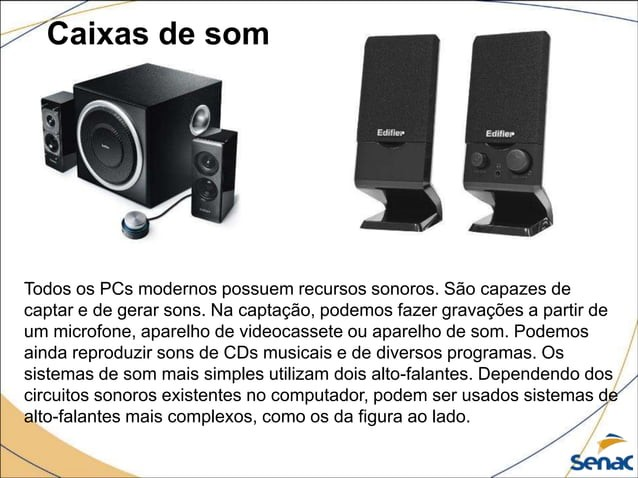 Caixas de som
Edifier
Edifier
Todos os PCs modernos possuem recursos sonoros. São capazes de
captar e de gerar sons. Na captação, podemos fazer gravações a partir de
um microfone, aparelho de videocassete ou aparelho de som. Podemos
ainda reproduzir sons de CDs musicais e de diversos programas. Os
sistemas de som mais simples utilizam dois alto-falantes. Dependendo dos
circuitos sonoros existentes no computador, podem ser usados sistemas de
alto-falantes mais complexos, como os da figura ao lado.
Senac